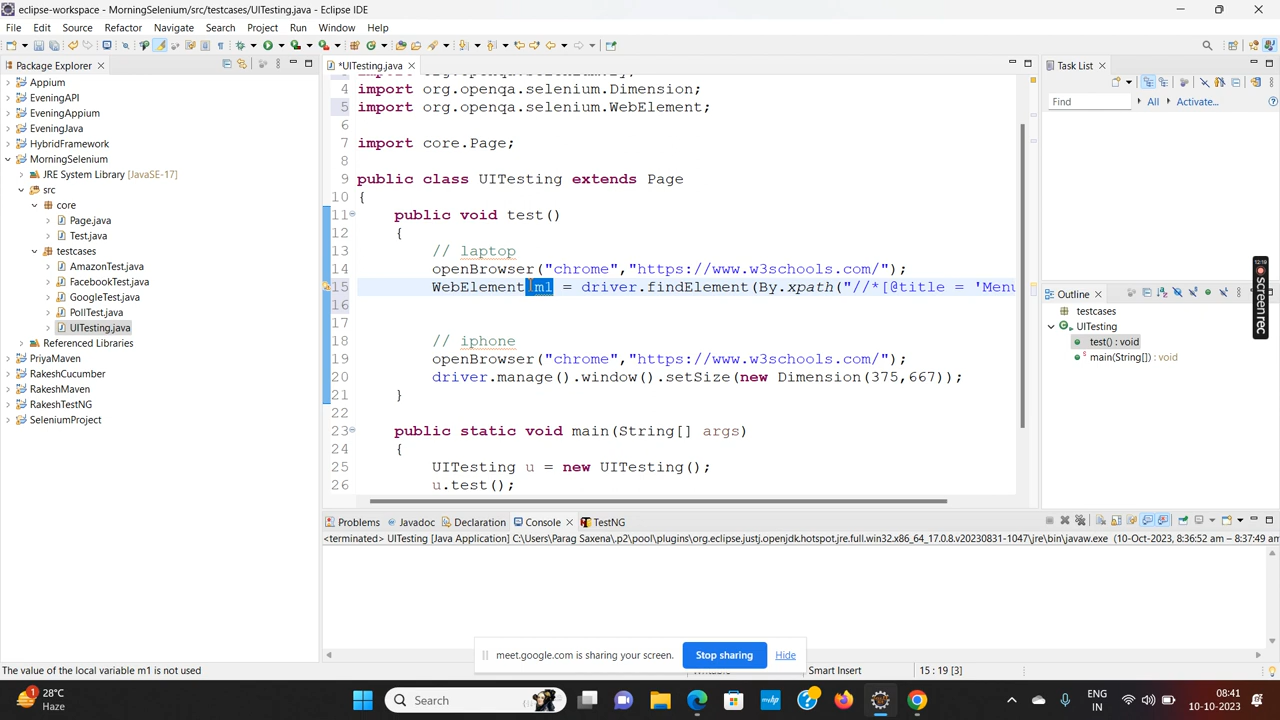 eclipse-workspace - MorningSelenium/src/testcases/UITesting.java - Eclipse IDE
File Edit Source Refactor Navigate Search Project Run Window Help
Package Explorer
*UITesting.java
Task List
Appium
EveningAPI
EveningAppium
EveningJava
HybridFramework
MorningSelenium
JRE System Library [JavaSE-17]
src
core
Page.java
Test.java
testcases
AmazonTest.java
FacebookTest.java
GoogleTest.java
PollTest.java
UITesting.java
Referenced Libraries
PriyaMaven
RakeshCucumber
RakeshMaven
RakeshTestNG
SeleniumProject
4 import org.openqa.selenium.Dimension;
5 import org.openqa.selenium.WebElement;
6
7 import core.Page;
8
9 public class UITesting extends Page
10 {
11 public void test()
12 {
13 // laptop
14 openBrowser("chrome","https://www.w3schools.com/");
15 WebElement m1 = driver.findElement(By.xpath("//*[@title = 'Menu
16
17
18 // iphone
19 openBrowser("chrome","https://www.w3schools.com/");
20 driver.manage().window().setSize(new Dimension(375,667));
21 }
22
23 public static void main(String[] args)
24 {
25 UITesting u = new UITesting();
26 u.test();
Find All Activate...
12:19
screenrec
Outline
testcases
UITesting
test() : void
main(String[]) : void
Problems Javadoc Declaration Console TestNG
<terminated> UITesting [Java Application] C:\Users\Parag Saxena\.p2\pool\plugins\org.eclipse.justj.openjdk.hotspot.jre.full.win32.x86_64_17.0.8.v20230831-1047\jre\bin\javaw.exe (10-Oct-2023, 8:36:52 am – 8:37:49 am)
meet.google.com is sharing your screen. Stop sharing Hide
The value of the local variable m1 is not used
Smart Insert
15 : 19 [3]
28°C
Haze
Search
ENG
IN
08:41
10-10-2023